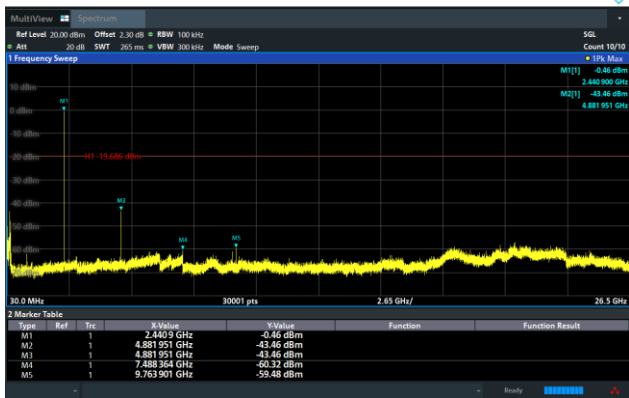 MultiView Spectrum
Ref Level 20.00 dBm Offset 2.30 dB RBW 100 kHz SGL
Att 20 dB SWT 265 ms VBW 300 kHz Mode Sweep Count 10/10
1 Frequency Sweep 1Pk Max
M1[1] -0.46 dBm
2.440 900 GHz
M2[1] -43.46 dBm
4.881 951 GHz
10 dBm
M1
0 dBm
-10 dBm
-20 dBm H1 -19.686 dBm
-30 dBm
-40 dBm M3
-50 dBm
M4 M5
-60 dBm
30.0 MHz 30001 pts 2.65 GHz/ 26.5 GHz
2 Marker Table
Type Ref Trc X-Value Y-Value Function Function Result
M1 1 2.4409 GHz -0.46 dBm
M2 1 4.881 951 GHz -43.46 dBm
M3 1 4.881 951 GHz -43.46 dBm
M4 1 7.488 364 GHz -60.32 dBm
M5 1 9.763 901 GHz -59.48 dBm
Ready